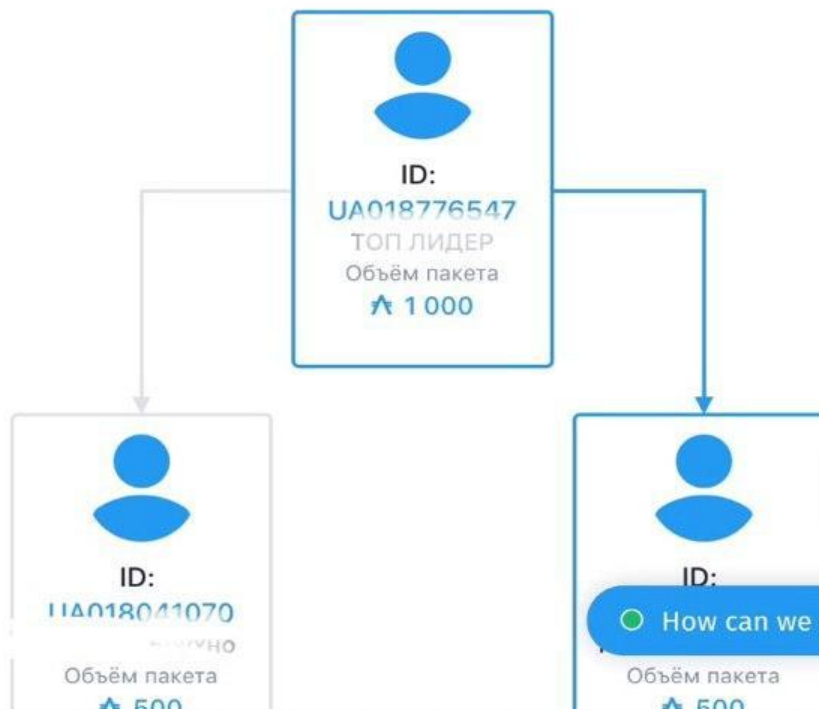 ID:
UA018776547
ТОП ЛИДЕР
Объём пакета
1 000
ID:
UA018041070
Объём пакета
500
ID:
How can we
Объём пакета
500